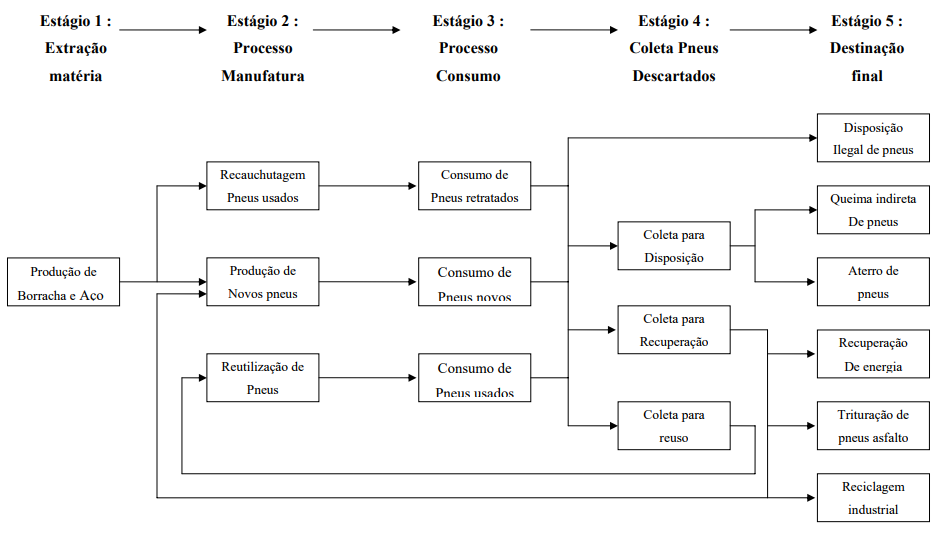 Estágio 1 :
Extração
matéria
Estágio 2 :
Processo
Manufatura
Estágio 3 :
Processo
Consumo
Estágio 4 :
Coleta Pneus
Descartados
Estágio 5 :
Destinação
final
Produção de
Borracha e Aço
Recauchutagem
Pneus usados
Produção de
Novos pneus
Reutilização de
Pneus
Consumo de
Pneus retratados
Consumo de
Pneus novos
Consumo de
Pneus usados
Coleta para
Disposição
Coleta para
Recuperação
Coleta para
reuso
Disposição
Ilegal de pneus
Queima indireta
De pneus
Aterro de
pneus
Recuperação
De energia
Trituração de
pneus asfalto
Reciclagem
industrial